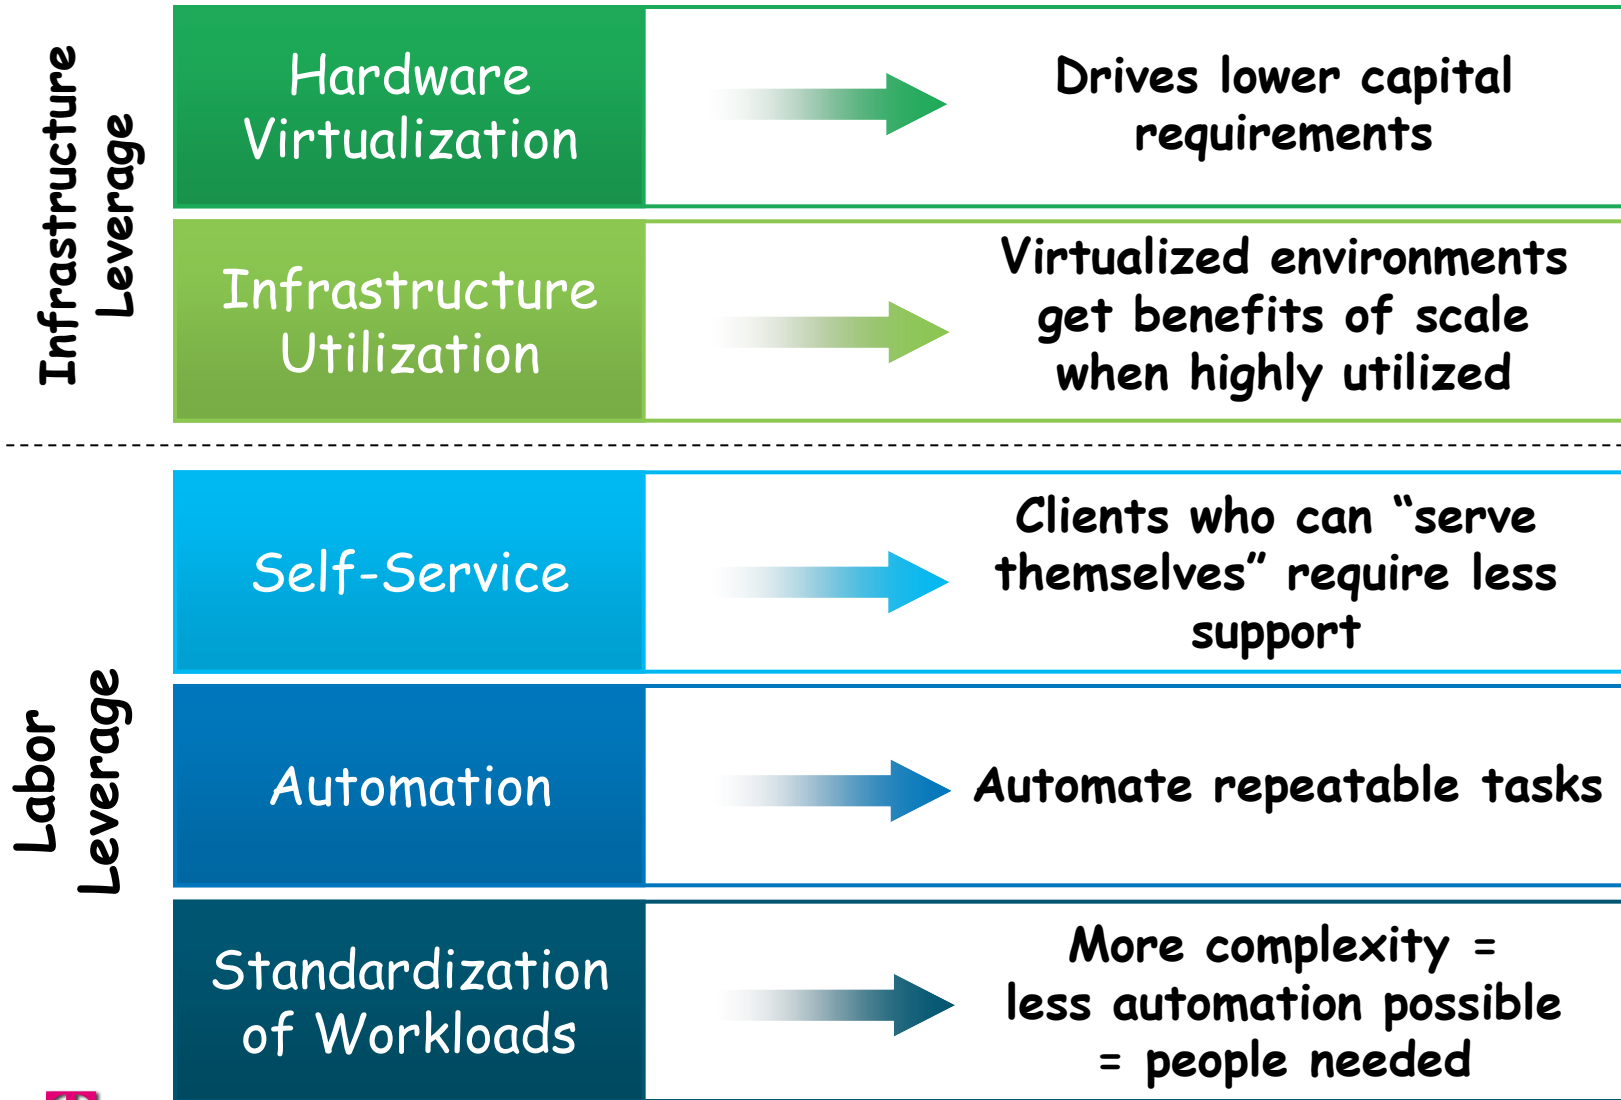 Infrastructure
Leverage
Hardware
Virtualization
Drives lower capital
requirements
Infrastructure
Utilization
Virtualized environments
get benefits of scale
when highly utilized
Labor
Leverage
Self-Service
Clients who can “serve
themselves” require less
support
Automation
Automate repeatable tasks
Standardization
of Workloads
More complexity =
less automation possible
= people needed